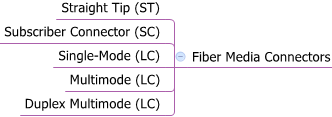 Straight Tip (ST)
Subscriber Connector (SC)
Single-Mode (LC)
Fiber Media Connectors
Multimode (LC)
Duplex Multimode (LC)